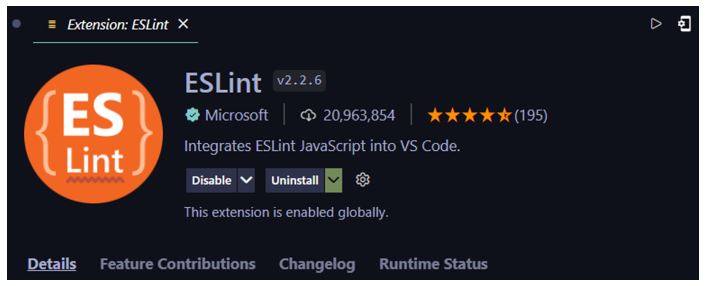 Extension: ESLint
{ES
Lint}
ESLint v2.2.6
Microsoft 20,963,854 (195)
Integrates ESLint JavaScript into VS Code.
Disable Uninstall
This extension is enabled globally.
Details Feature Contributions Changelog Runtime Status